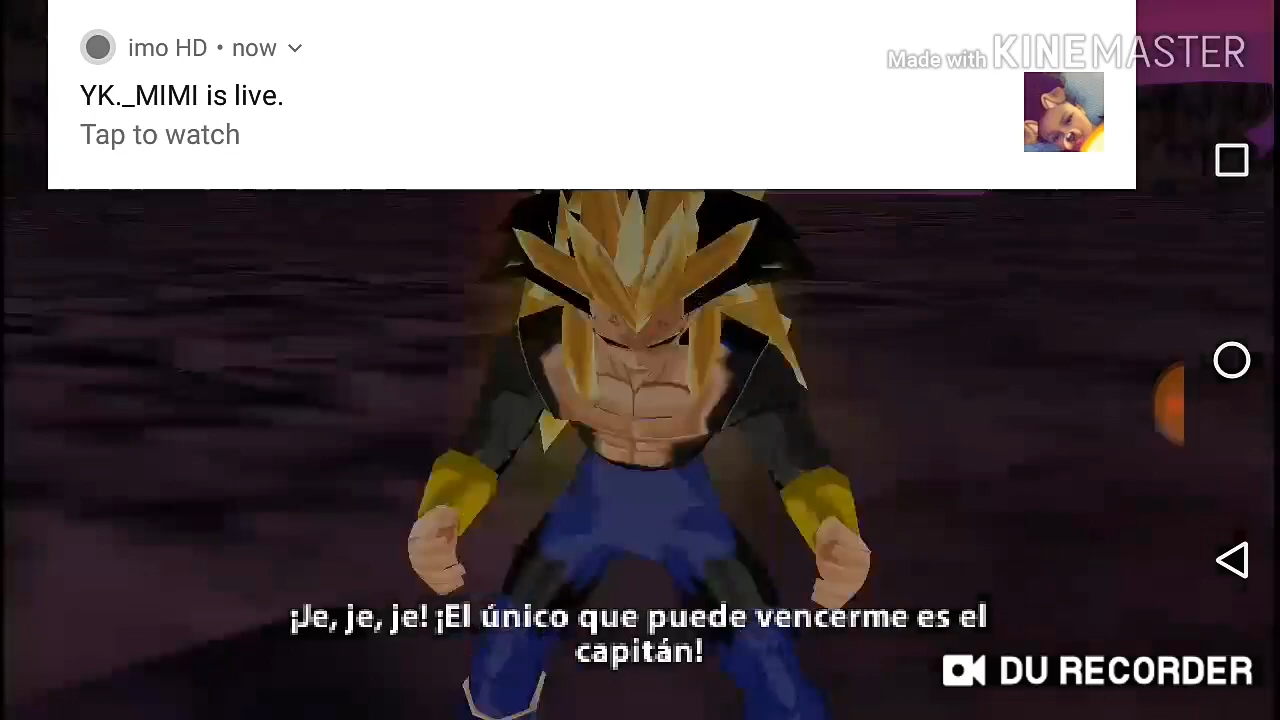 imo HD • now
Made with KINEMASTER
YK._MIMI is live.
Tap to watch
¡Je, je, je! ¡El único que puede vencerme es el
capitán!
DU RECORDER